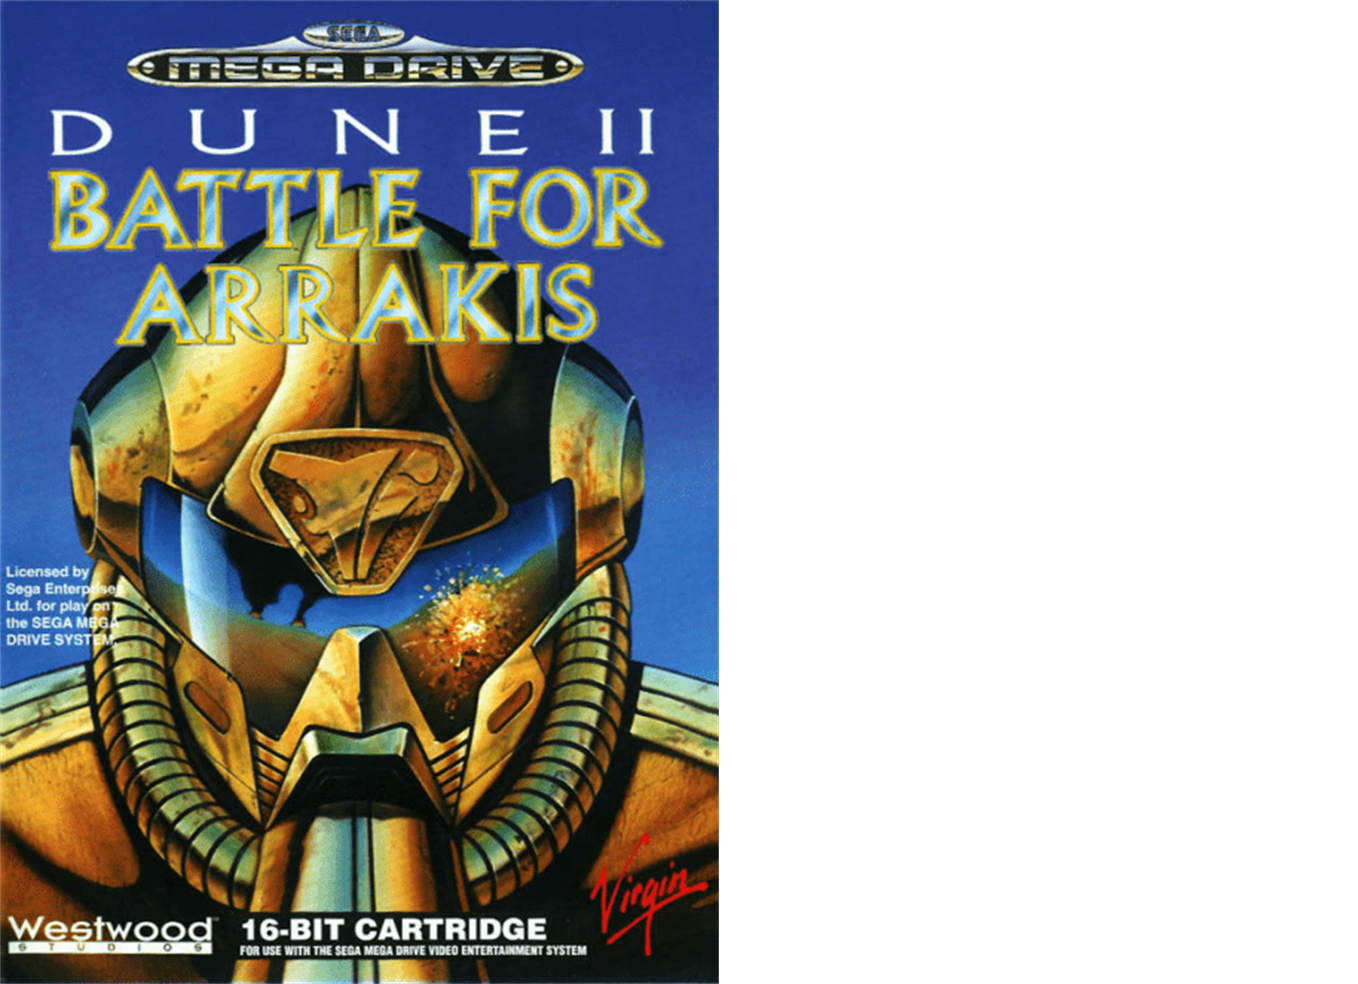 SEGA
MEGA DRIVE
DUNE II
BATTLE FOR
ARRAKIS
Licensed by
Sega Enterprises
Ltd. for play on
the SEGA MEGA
DRIVE SYSTEM.
Virgin
Westwood
STUDIOS
16-BIT CARTRIDGE
FOR USE WITH THE SEGA MEGA DRIVE VIDEO ENTERTAINMENT SYSTEM